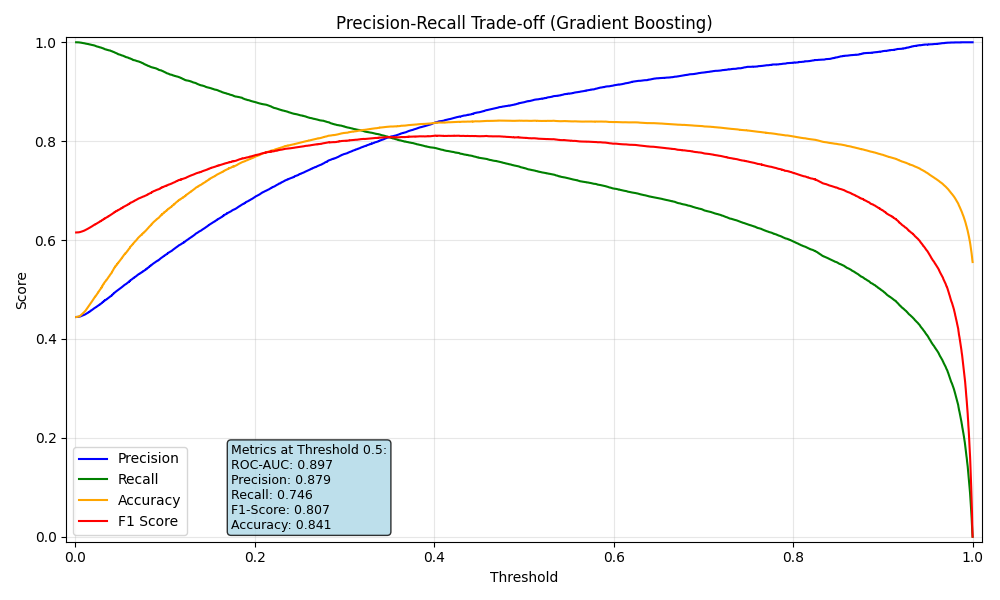 Precision-Recall Trade-off (Gradient Boosting)
Score
1.0
0.8
0.6
0.4
0.2
0.0
Precision
Recall
Accuracy
F1 Score
Metrics at Threshold 0.5:
ROC-AUC: 0.897
Precision: 0.879
Recall: 0.746
F1-Score: 0.807
Accuracy: 0.841
0.0 0.2 0.4 0.6 0.8 1.0
Threshold